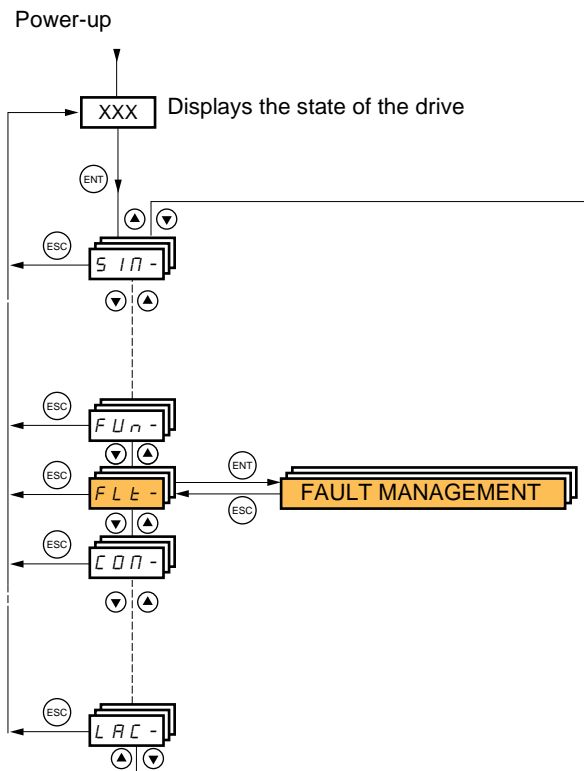 Power-up
XXX Displays the state of the drive
ENT
ESC
SIM-
ESC
FUn-
ESC
FLt-
ENT
ESC
FAULT MANAGEMENT
ESC
COM-
ESC
LAC-